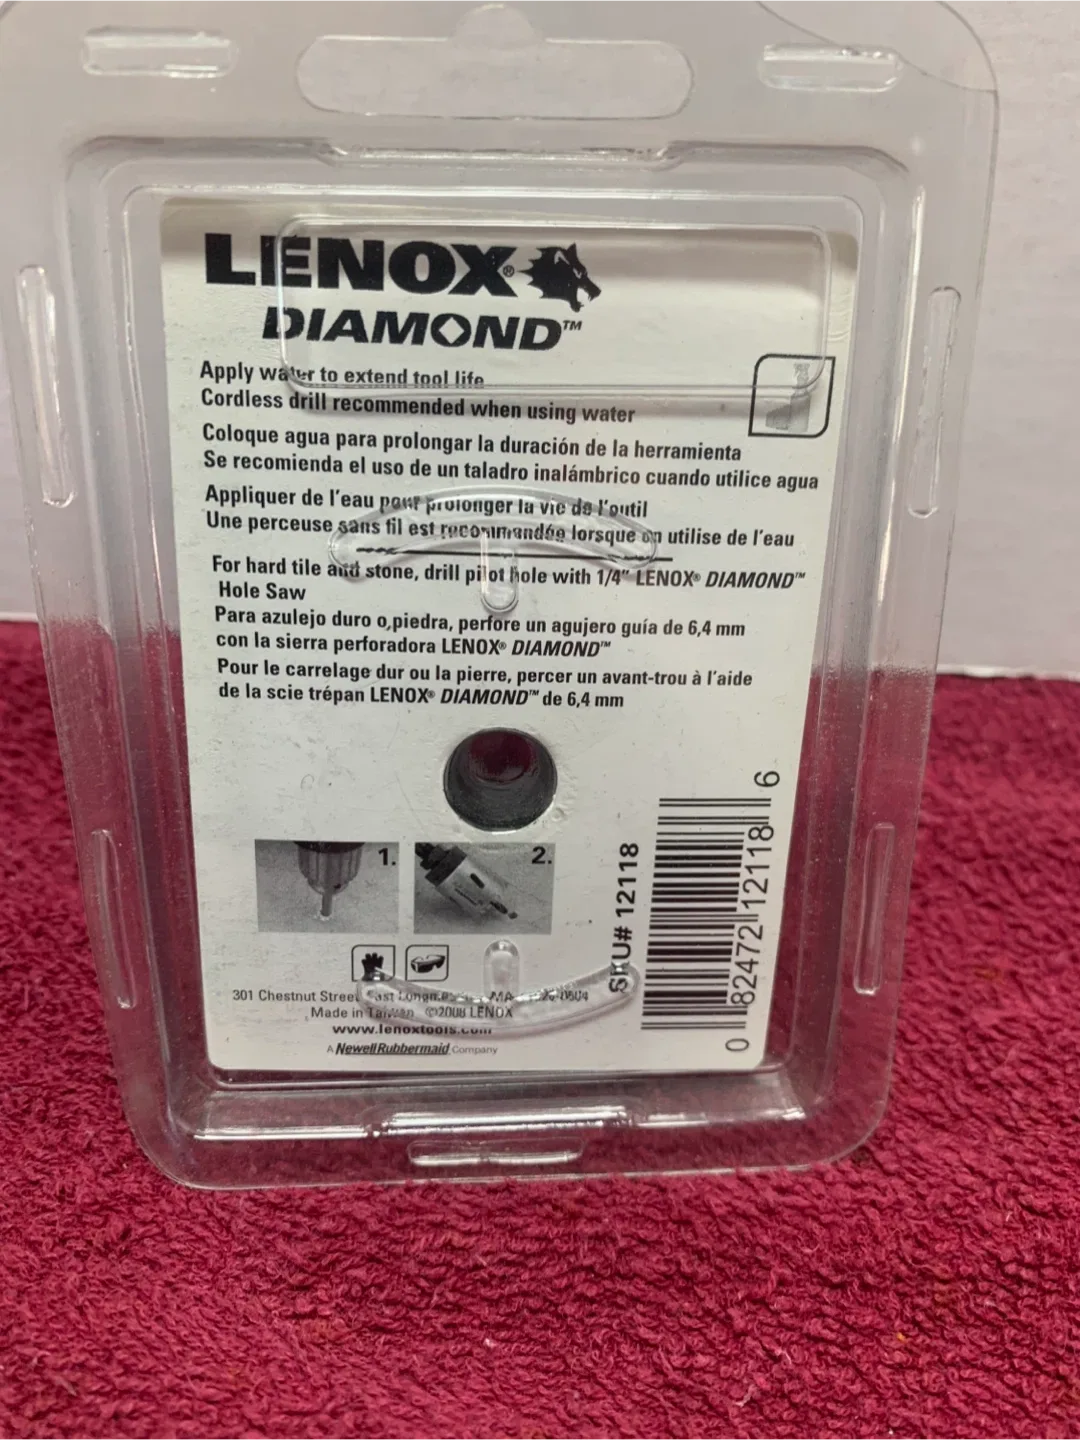 LENOX®
DIAMOND™
Apply water to extend tool life
Cordless drill recommended when using water
Coloque agua para prolongar la duración de la herramienta
Se recomienda el uso de un taladro inalámbrico cuando utilice agua
Appliquer de l'eau pour prolonger la vie de l'outil
Une perceuse sans fil est recommandée lorsque on utilise de l'eau
For hard tile and stone, drill pilot hole with 1/4" LENOX® DIAMOND™
Hole Saw
Para azulejo duro o piedra, perfore un agujero guía de 6,4 mm
con la sierra perforadora LENOX® DIAMOND™
Pour le carrelage dur ou la pierre, percer un avant-trou à l'aide
de la scie trépan LENOX® DIAMOND™ de 6,4 mm
1.
2.
SKU# 12118
0 82472 12118 6
301 Chestnut Street East MA
Made in Taiwan ©2008 LENOX
www.lenoxtools.com
A NewellRubbermaid Company